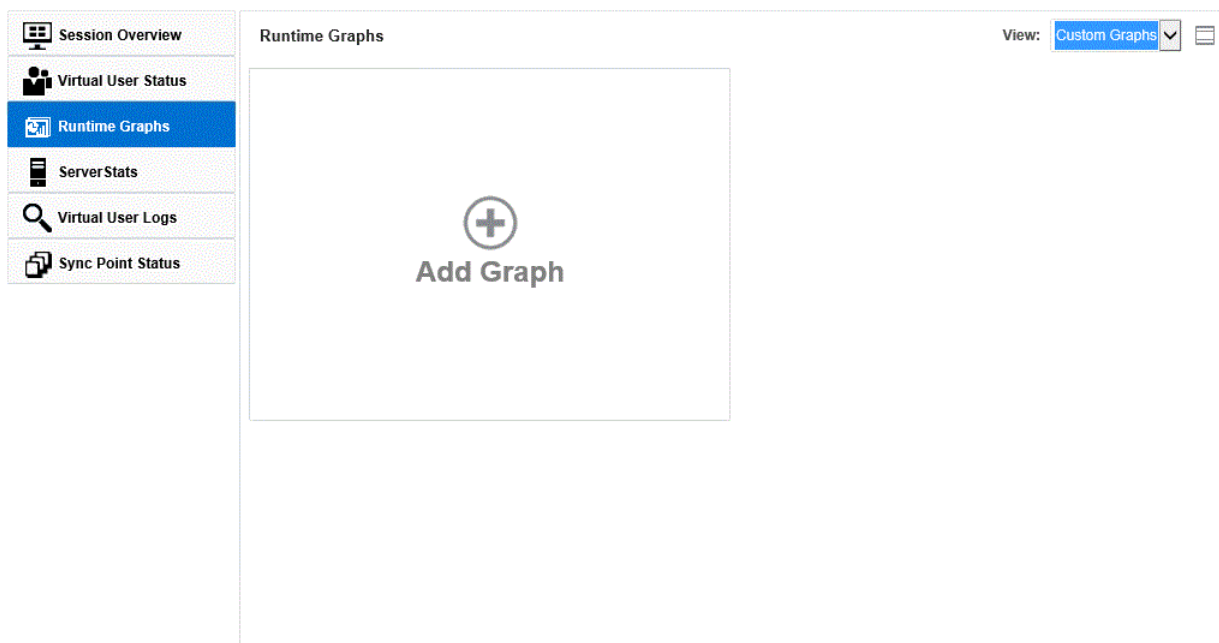 Session Overview
Virtual User Status
Runtime Graphs
ServerStats
Virtual User Logs
Sync Point Status
Runtime Graphs
View: Custom Graphs
Add Graph